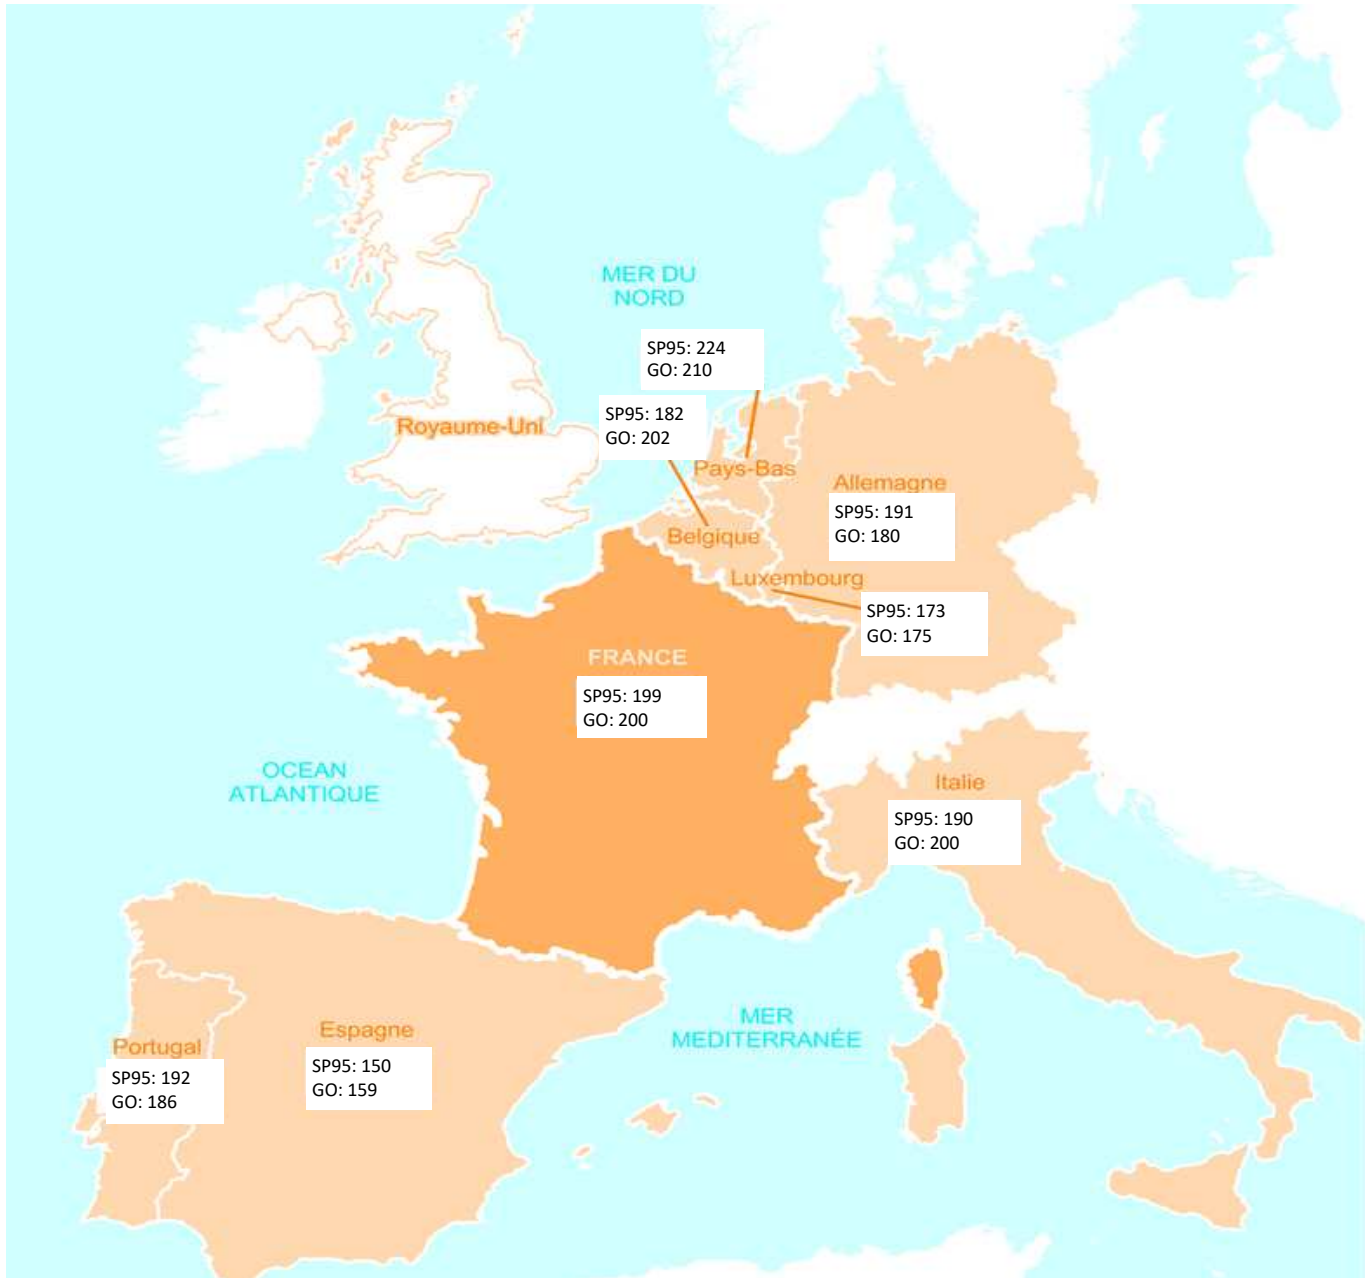 MER DU
NORD
SP95: 224
GO: 210
SP95: 182
GO: 202
Royaume-Uni
Pays-Bas
Allemagne
SP95: 191
GO: 180
Belgique
Luxembourg
SP95: 173
GO: 175
FRANCE
SP95: 199
GO: 200
OCEAN
ATLANTIQUE
Italie
SP95: 190
GO: 200
MER
MEDITERRANÉE
Espagne
SP95: 150
GO: 159
Portugal
SP95: 192
GO: 186